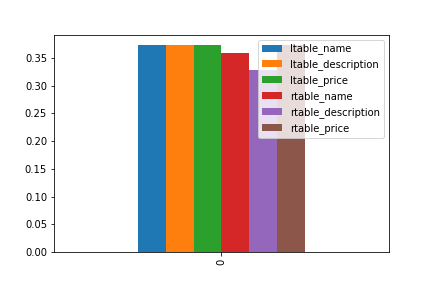 0.35
0.30
0.25
0.20
0.15
0.10
0.05
0.00
0
ltable_name
ltable_description
ltable_price
rtable_name
rtable_description
rtable_price